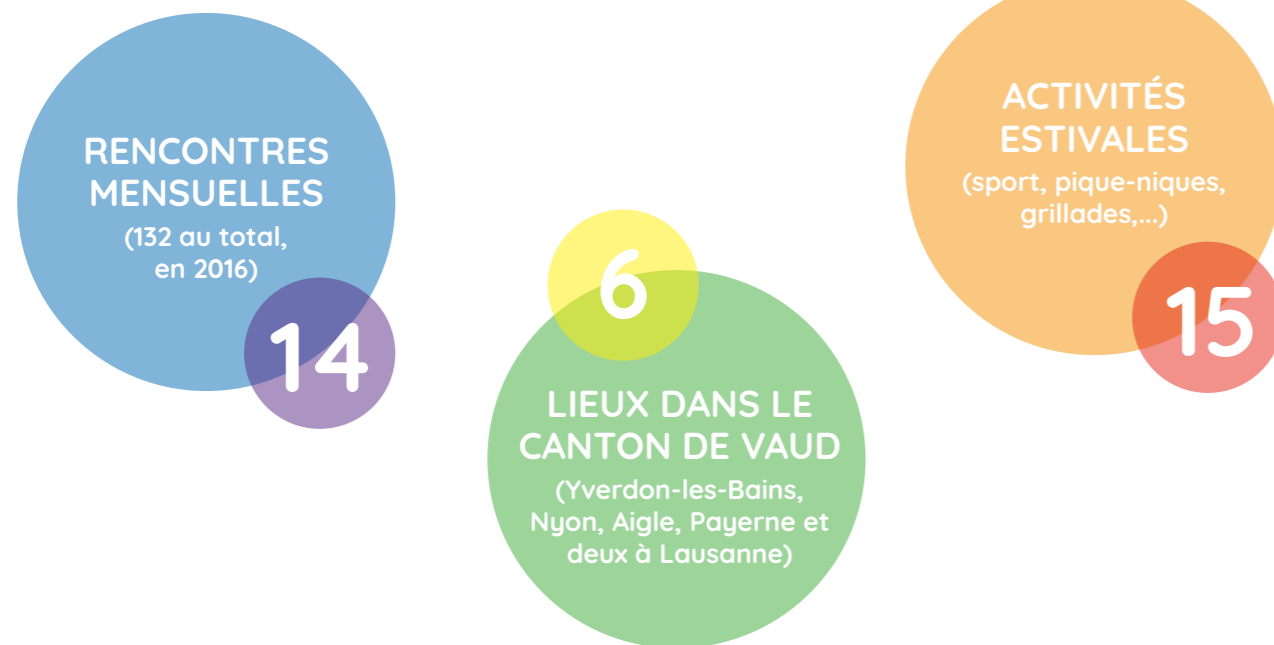 RENCONTRES
MENSUELLES
(132 au total,
en 2016)
14
6
LIEUX DANS LE
CANTON DE VAUD
(Yverdon-les-Bains,
Nyon, Aigle, Payerne et
deux à Lausanne)
ACTIVITÉS
ESTIVALES
(sport, pique-niques,
grillades,...)
15